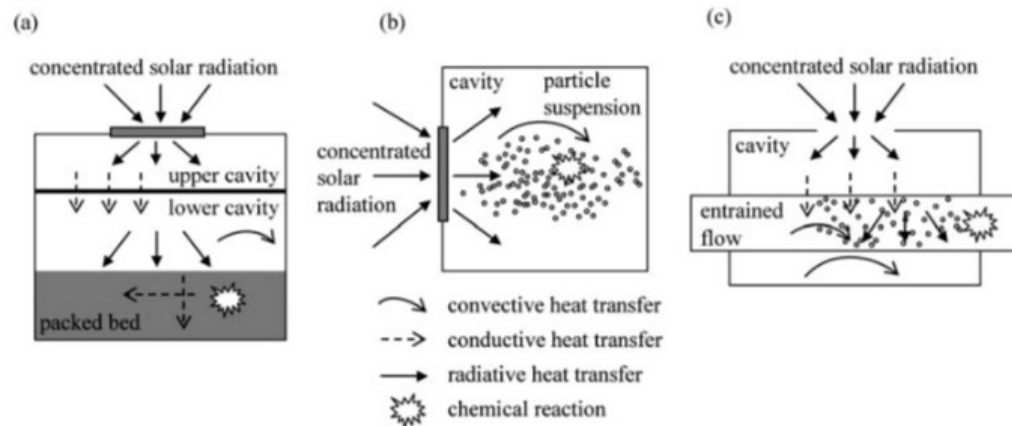 (a)
concentrated solar radiation
upper cavity
lower cavity
packed bed
(b)
cavity
particle
suspension
concentrated
solar
radiation
convective heat transfer
conductive heat transfer
radiative heat transfer
chemical reaction
(c)
concentrated solar radiation
cavity
entrained
flow